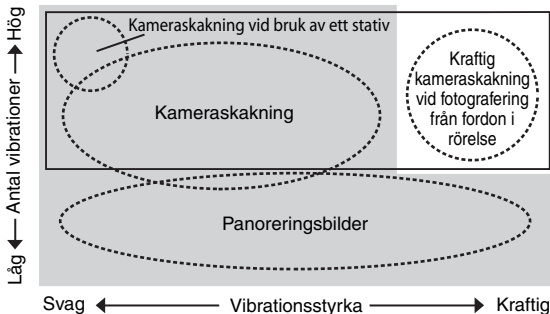 Hög
Antal vibrationer
Låg
Kameraskakning vid bruk av ett stativ
Kameraskakning
Kraftig
kameraskakning
vid fotografering
från fordon i
rörelse
Panoreringsbilder
Svag
Vibrationsstyrka
Kraftig